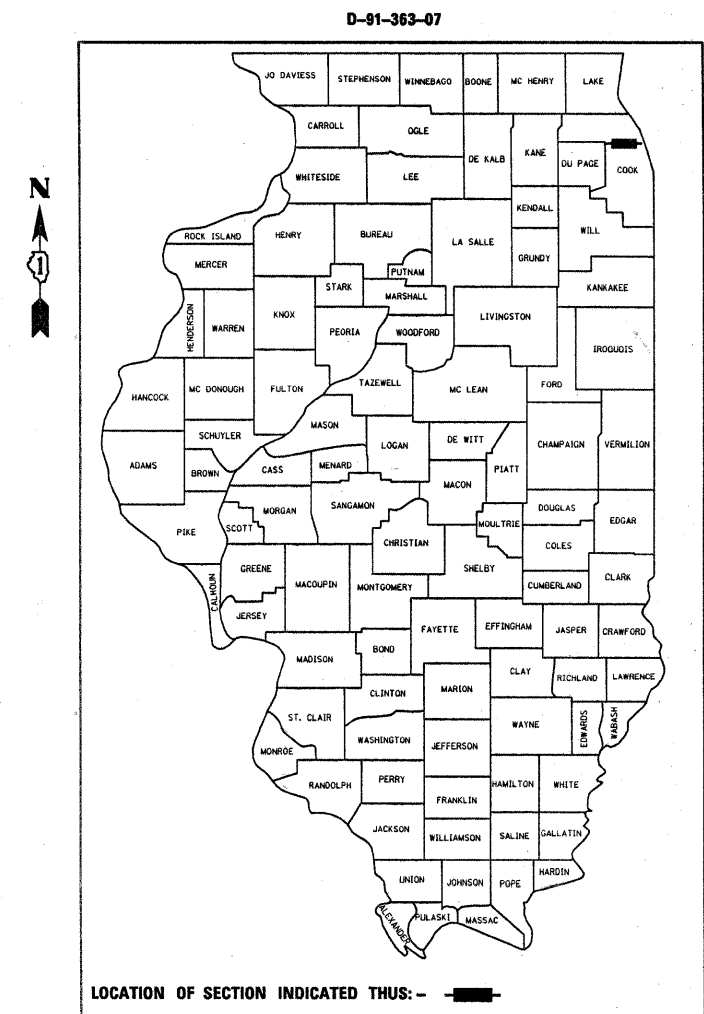 D-91-363-07
JO DAVIESS STEPHENSON WINNEBAGO BOONE MC HENRY LAKE
CARROLL OGLE
DE KALB KANE DU PAGE COOK
WHITESIDE LEE
KENDALL
ROCK ISLAND HENRY BUREAU LA SALLE WILL
MERCER PUTNAM GRUNDY
STARK MARSHALL KANKAKEE
HENDERSON WARREN KNOX PEORIA WOODFORD LIVINGSTON
IROQUOIS
HANCOCK MC DONOUGH FULTON TAZEWELL MC LEAN FORD
MASON
SCHUYLER LOGAN DE WITT CHAMPAIGN VERMILION
ADAMS BROWN CASS MENARD PIATT
MACON
MORGAN SANGAMON DOUGLAS
PIKE SCOTT MOULTRIE EDGAR
CHRISTIAN COLES
GREENE SHELBY
CALHOUN MACOUPIN MONTGOMERY CUMBERLAND CLARK
JERSEY
FAYETTE EFFINGHAM JASPER CRAWFORD
MADISON BOND
CLAY RICHLAND LAWRENCE
CLINTON MARION
ST. CLAIR WAYNE EDWARDS WABASH
WASHINGTON JEFFERSON
MONROE
RANDOLPH PERRY HAMILTON WHITE
FRANKLIN
JACKSON WILLIAMSON SALINE GALLATIN
HARDIN
UNION JOHNSON POPE
ALEXANDER PULASKI MASSAC
N
1
LOCATION OF SECTION INDICATED THUS: -